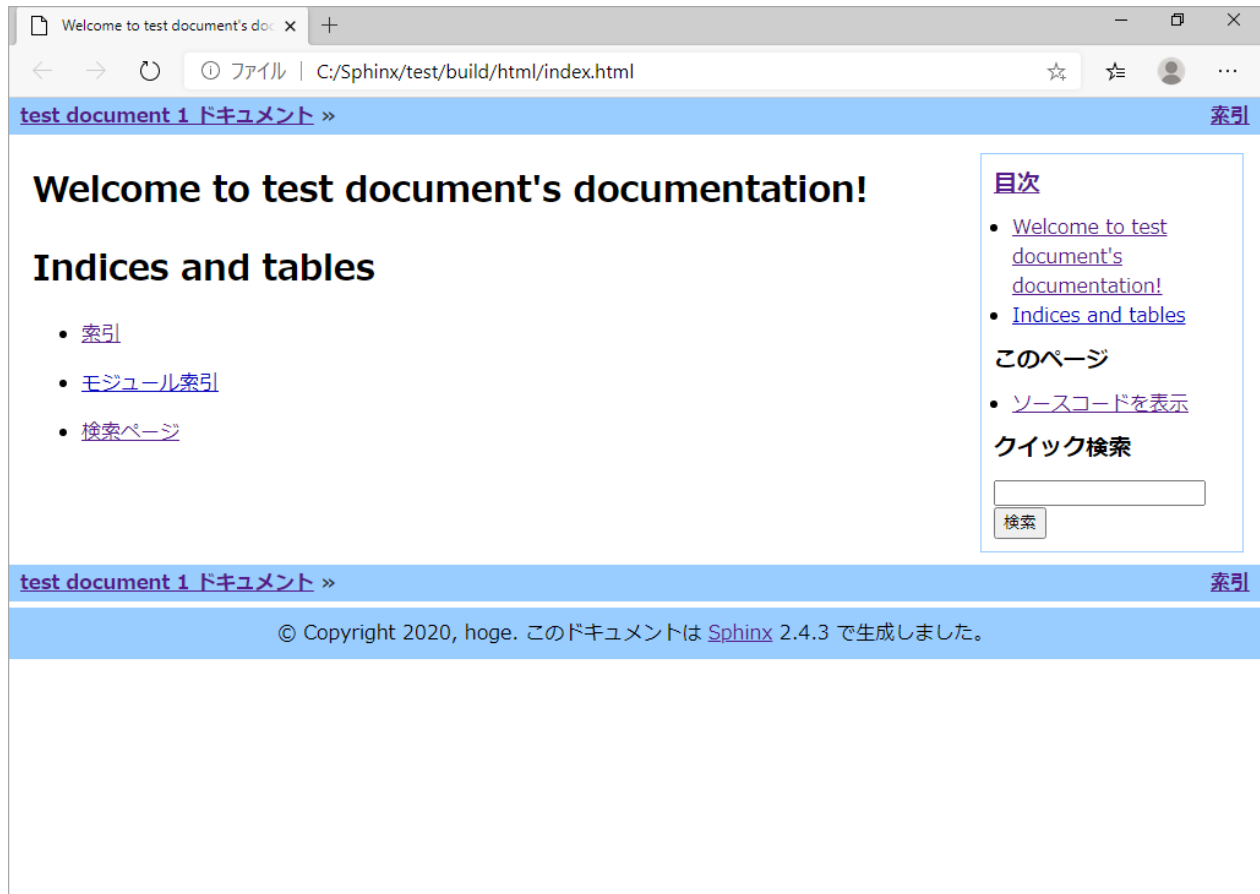 Welcome to test document's doc
ファイル
C:/Sphinx/test/build/html/index.html
test document 1 ドキュメント »
索引
Welcome to test document's documentation!
Indices and tables
索引
モジュール索引
検索ページ
目次
Welcome to test
document's
documentation!
Indices and tables
このページ
ソースコードを表示
クイック検索
検索
test document 1 ドキュメント »
索引
© Copyright 2020, hoge. このドキュメントは Sphinx 2.4.3 で生成しました。